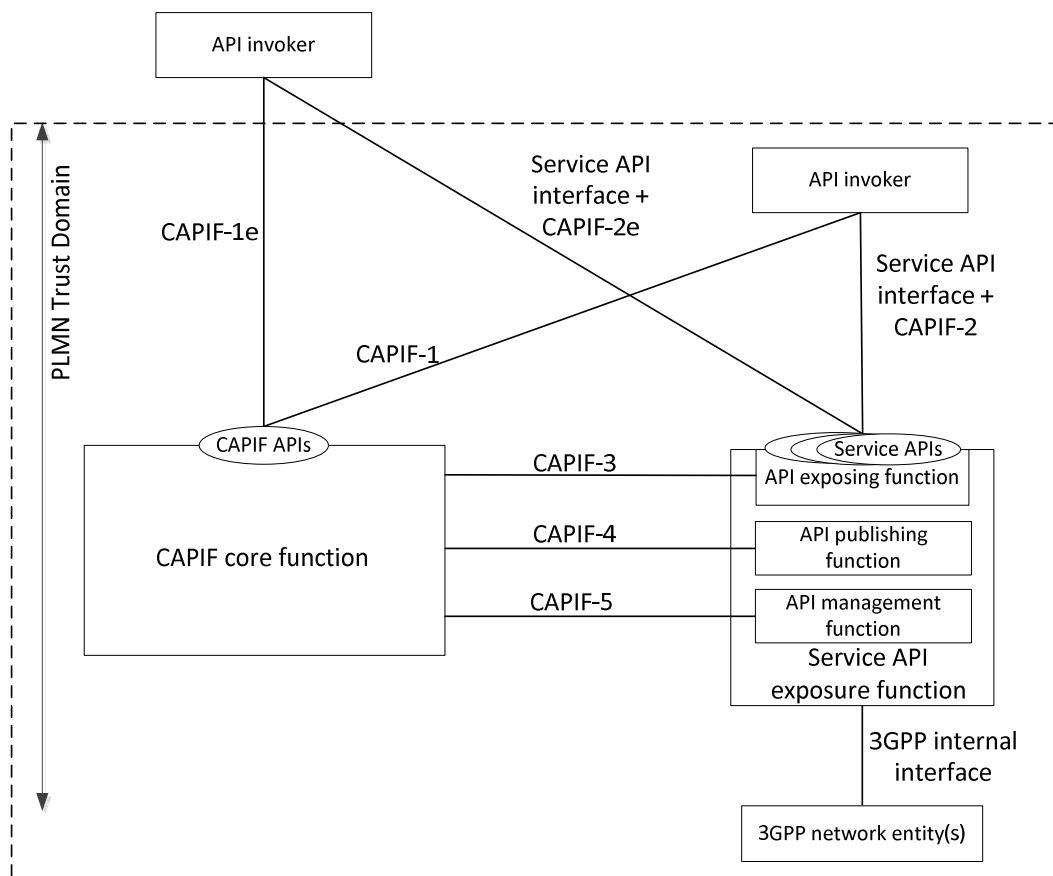 API invoker
PLMN Trust Domain
CAPIF-1e
Service API
interface +
CAPIF-2e
API invoker
Service API
interface +
CAPIF-2
CAPIF-1
CAPIF APIs
CAPIF core function
CAPIF-3
CAPIF-4
CAPIF-5
Service APIs
API exposing function
API publishing
function
API management
function
Service API
exposure function
3GPP internal
interface
3GPP network entity(s)